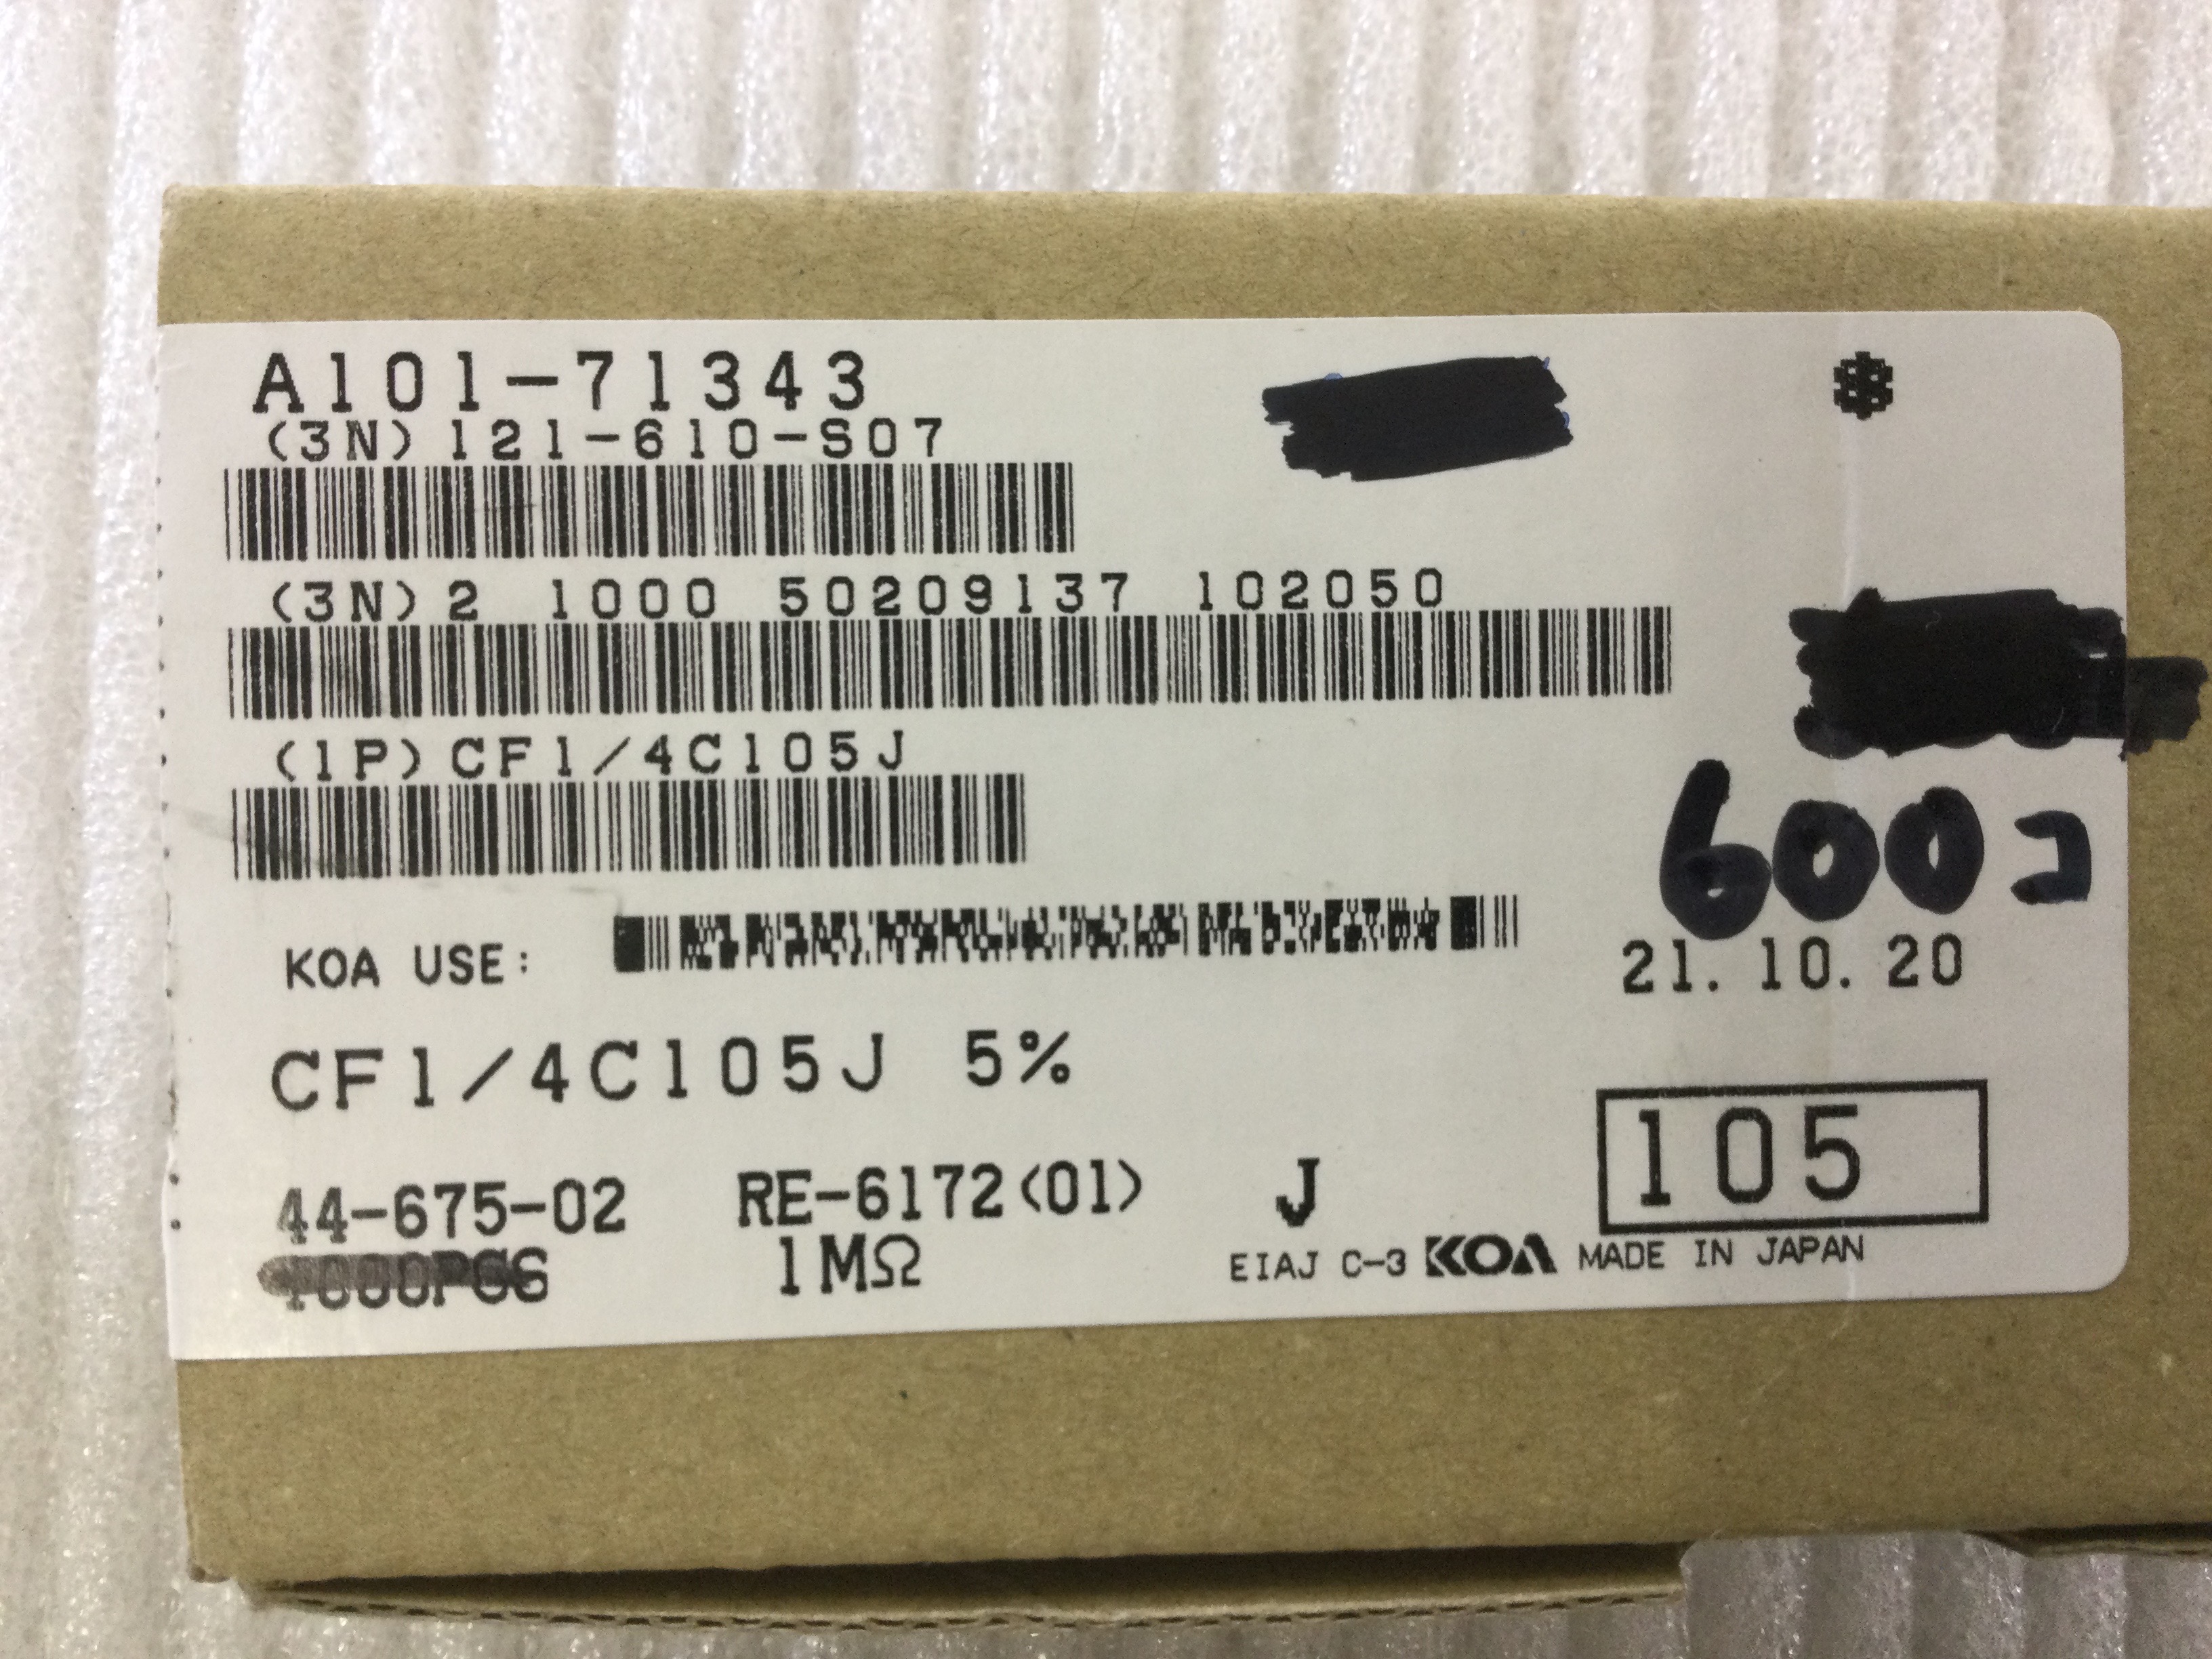 A101-71343
(3N)121-610-S07
(3N)2 1000 50209137 102050
(1P)CF1/4C105J
600コ
KOA USE:
21. 10. 20
CF1/4C105J 5%
105
44-675-02 RE-6172(01) J
1000PCS 1MΩ EIAJ C-3 KOA MADE IN JAPAN